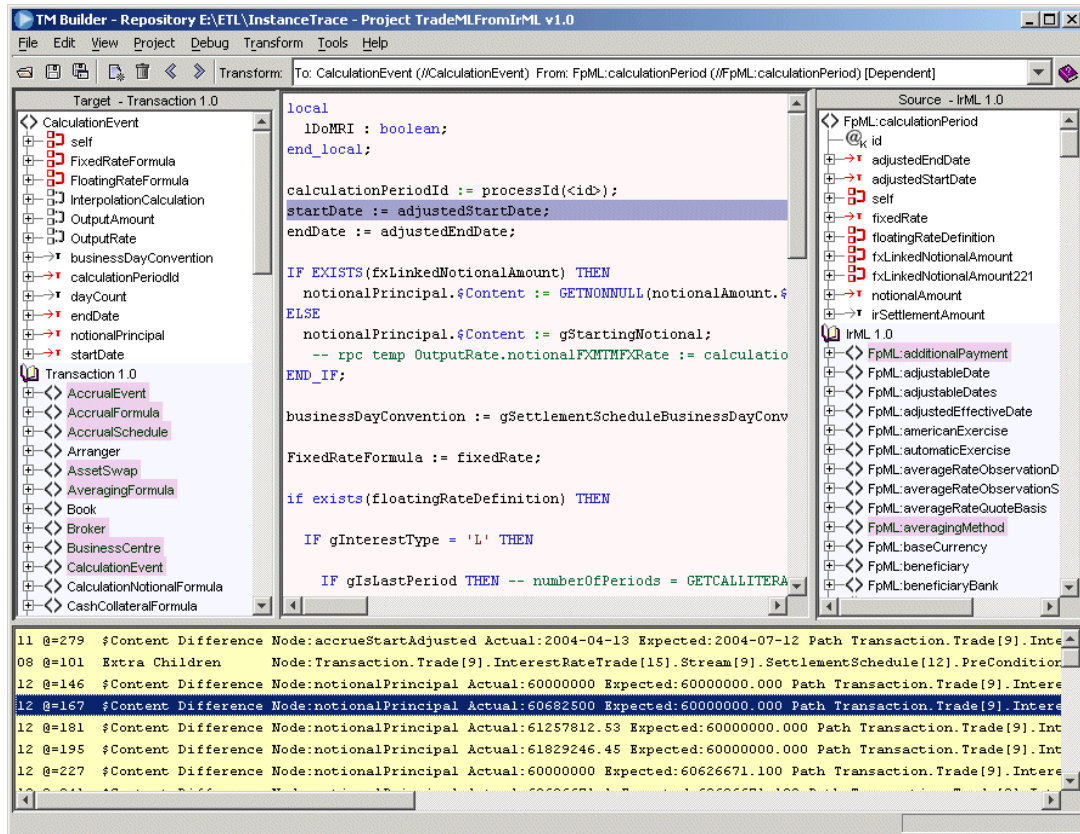 TM Builder - Repository E:\ETL\InstanceTrace - Project TradeMLFromIrML v1.0
File Edit View Project Debug Transform Tools Help
Transform: To: CalculationEvent (//CalculationEvent) From: FpML:calculationPeriod (//FpML:calculationPeriod) [Dependent]
Target - Transaction 1.0
CalculationEvent
self
FixedRateFormula
FloatingRateFormula
InterpolationCalculation
OutputAmount
OutputRate
businessDayConvention
calculationPeriodId
dayCount
endDate
notionalPrincipal
startDate
Transaction 1.0
AccrualEvent
AccrualFormula
AccrualSchedule
Arranger
AssetSwap
AveragingFormula
Book
Broker
BusinessCentre
CalculationEvent
CalculationNotionalFormula
CashCollateralFormula
local
lDoMRI : boolean;
end_local;
calculationPeriodId := processId(<id>);
startDate := adjustedStartDate;
endDate := adjustedEndDate;
IF EXISTS(fxLinkedNotionalAmount) THEN
notionalPrincipal.$Content := GETNONNULL(notionalAmount.$
ELSE
notionalPrincipal.$Content := gStartingNotional;
-- rpc temp OutputRate.notionalFXMTMFXRate := calculatio
END_IF;
businessDayConvention := gSettlementScheduleBusinessDayConv
FixedRateFormula := fixedRate;
if exists(floatingRateDefinition) THEN
IF gInterestType = 'L' THEN
IF gIsLastPeriod THEN -- numberOfPeriods = GETCALLITERA
Source - IrML 1.0
FpML:calculationPeriod
@K id
adjustedEndDate
adjustedStartDate
self
fixedRate
floatingRateDefinition
fxLinkedNotionalAmount
fxLinkedNotionalAmount221
notionalAmount
irSettlementAmount
IrML 1.0
FpML:additionalPayment
FpML:adjustableDate
FpML:adjustableDates
FpML:adjustedEffectiveDate
FpML:americanExercise
FpML:automaticExercise
FpML:averageRateObservationD
FpML:averageRateObservationS
FpML:averageRateQuoteBasis
FpML:averagingMethod
FpML:baseCurrency
FpML:beneficiary
FpML:beneficiaryBank
11 @=279 $Content Difference Node:accrueStartAdjusted Actual:2004-04-13 Expected:2004-07-12 Path Transaction.Trade[9].Inte
08 @=101 Extra Children Node:Transaction.Trade[9].InterestRateTrade[15].Stream[9].SettlementSchedule[12].PreCondition
12 @=146 $Content Difference Node:notionalPrincipal Actual:60000000 Expected:60000000.000 Path Transaction.Trade[9].Intere
12 @=167 $Content Difference Node:notionalPrincipal Actual:60682500 Expected:60000000.000 Path Transaction.Trade[9].Intere
12 @=181 $Content Difference Node:notionalPrincipal Actual:61257812.53 Expected:60000000.000 Path Transaction.Trade[9].Int
12 @=195 $Content Difference Node:notionalPrincipal Actual:61829246.45 Expected:60000000.000 Path Transaction.Trade[9].Int
12 @=227 $Content Difference Node:notionalPrincipal Actual:60000000 Expected:60626671.100 Path Transaction.Trade[9].Intere